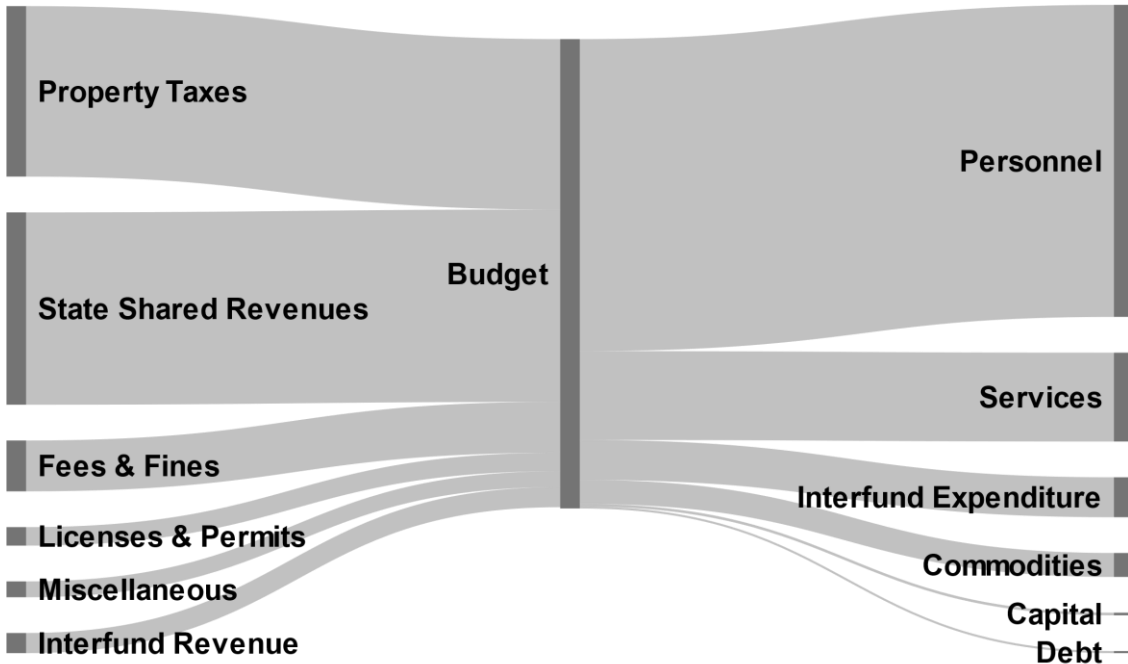 Property Taxes
State Shared Revenues
Fees & Fines
Licenses & Permits
Miscellaneous
Interfund Revenue
Budget
Personnel
Services
Interfund Expenditure
Commodities
Capital
Debt